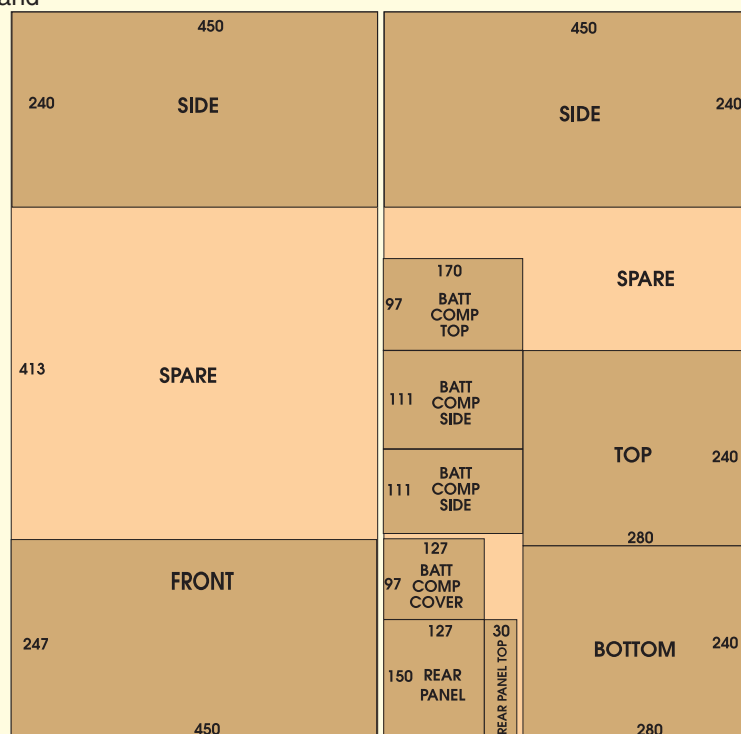 and
450
240
SIDE
413
SPARE
FRONT
247
450
450
SIDE
240
SPARE
170
97
BATT
COMP
TOP
111
BATT
COMP
SIDE
111
BATT
COMP
SIDE
TOP
240
280
127
97
BATT
COMP
COVER
127
150
REAR
PANEL
30
REAR PANEL TOP
BOTTOM
240
280